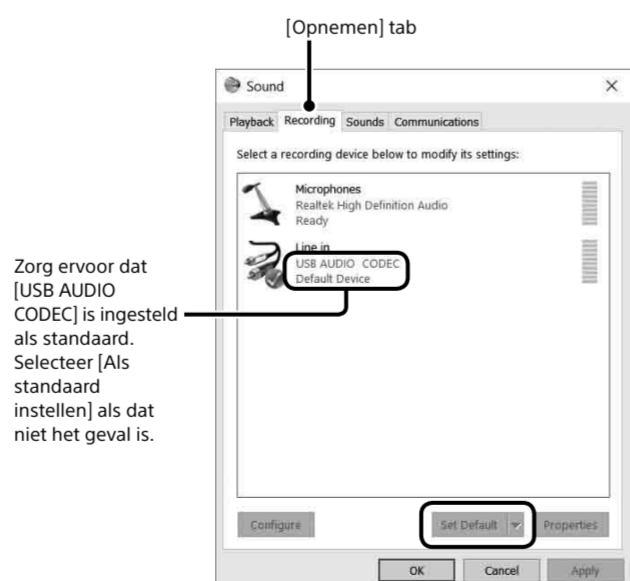 [Opnemen] tab
Sound
Playback Recording Sounds Communications
Select a recording device below to modify its settings:
Microphones
Realtek High Definition Audio
Ready
Line in
USB AUDIO CODEC
Default Device
Zorg ervoor dat
[USB AUDIO
CODEC] is ingesteld
als standaard.
Selecteer [Als
standaard
instellen] als dat
niet het geval is.
Configure Set Default Properties
OK Cancel Apply